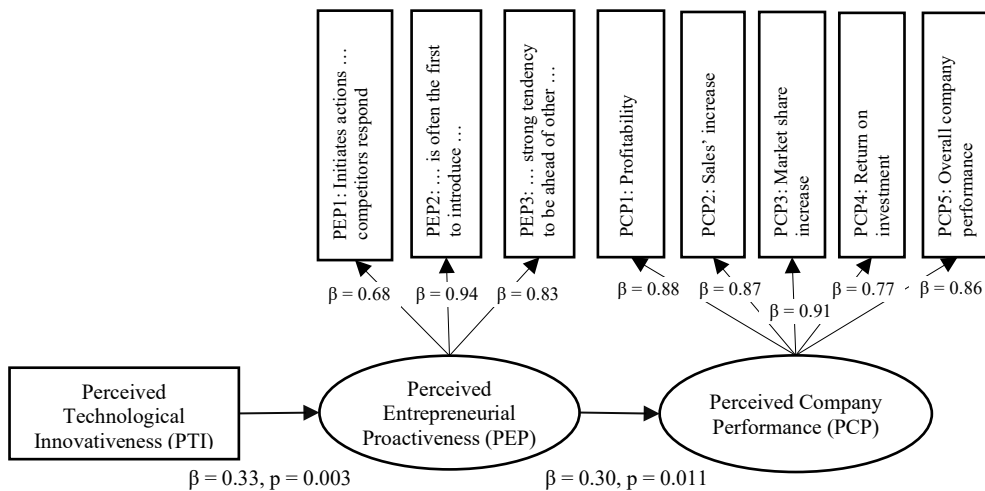 PEP1: Initiates actions …
competitors respond
PEP2: … is often the first
to introduce …
PEP3: … strong tendency
to be ahead of other …
PCP1: Profitability
PCP2: Sales’ increase
PCP3: Market share
increase
PCP4: Return on
investment
PCP5: Overall company
performance
β = 0.68
β = 0.94
β = 0.83
β = 0.88
β = 0.87
β = 0.91
β = 0.77
β = 0.86
Perceived
Technological
Innovativeness (PTI)
Perceived
Entrepreneurial
Proactiveness (PEP)
Perceived Company
Performance (PCP)
β = 0.33, p = 0.003
β = 0.30, p = 0.011